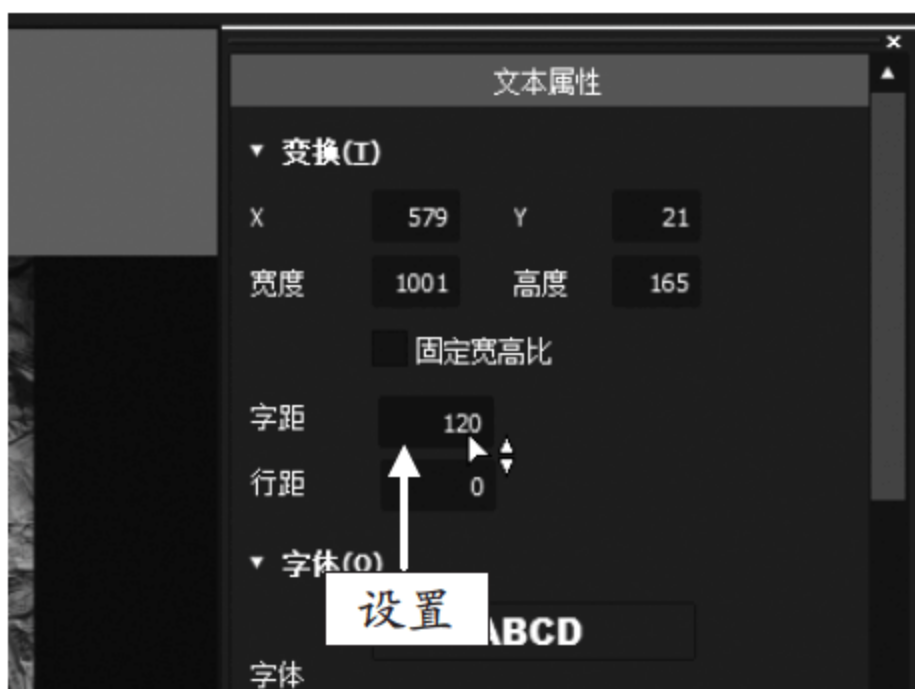 文本属性
变换(T)
X 579 Y 21
宽度 1001 高度 165
固定宽高比
字距 120
行距 0
字体(O)
设置
ABCD
字体